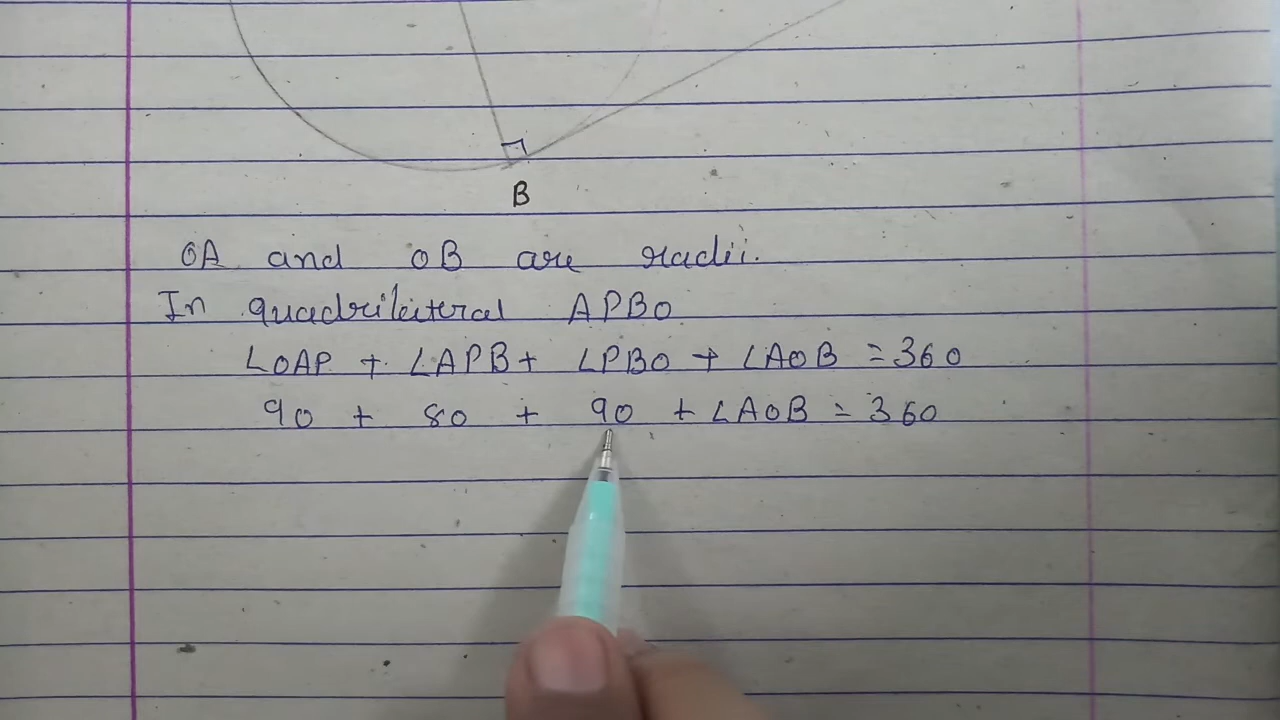 B
OA and OB are radii.
In quadrilateral APBO
∠OAP + ∠APB + ∠PBO + ∠AOB = 360
90 + 80 + 90 + ∠AOB = 360